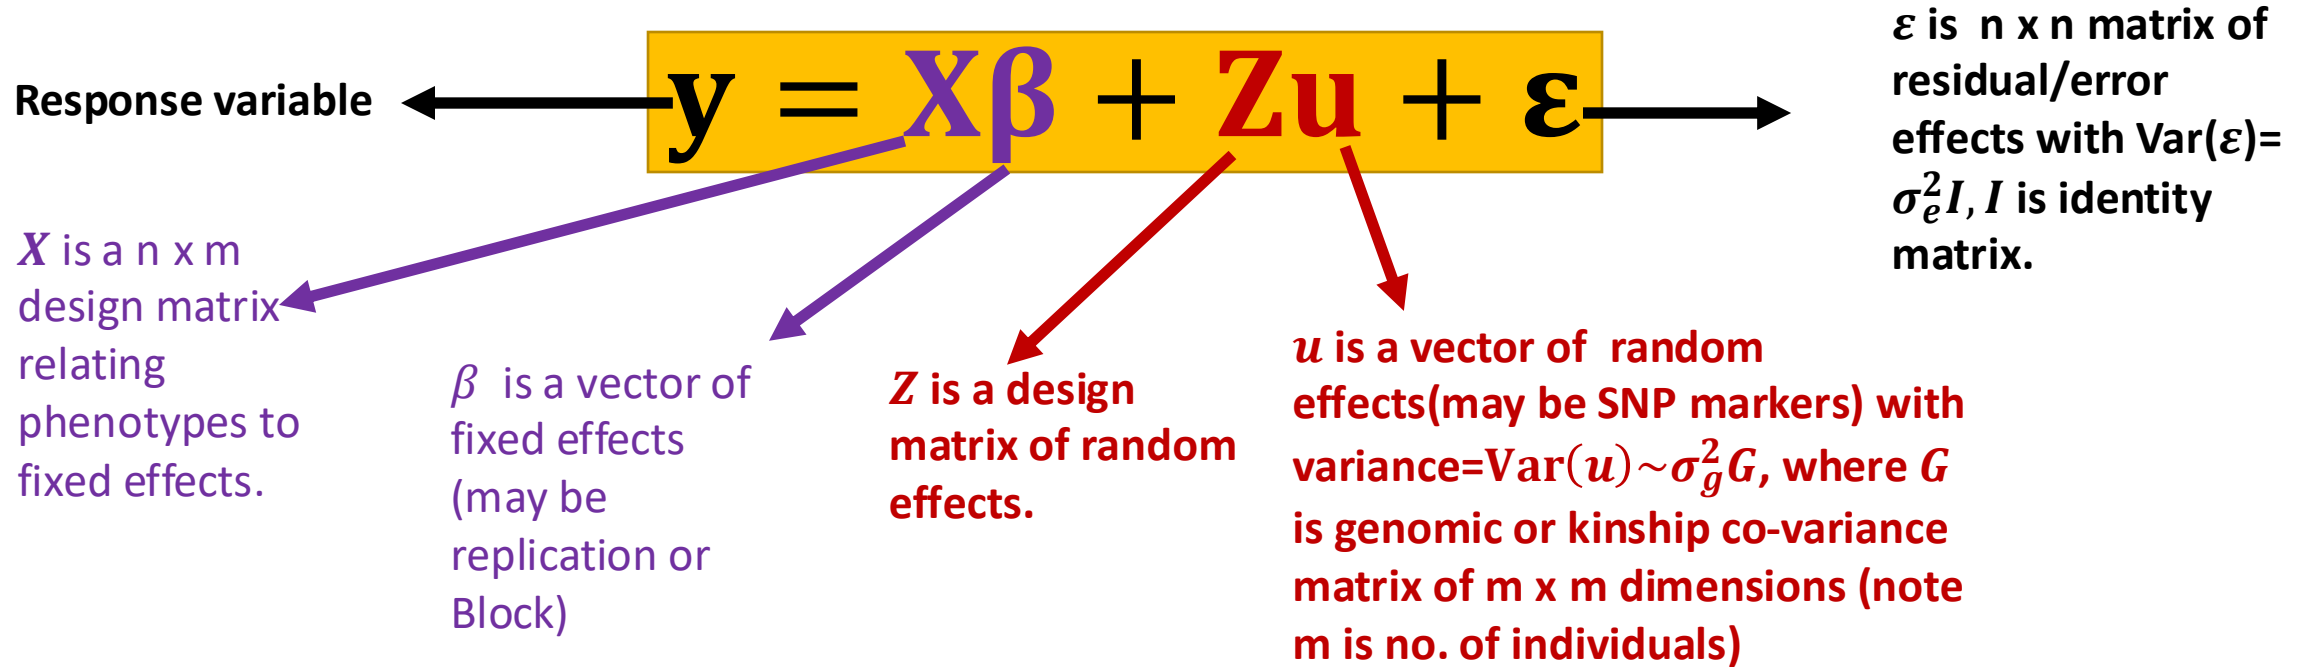 y = Xβ + Zu + ε
Response variable
ε is n x n matrix of
residual/error
effects with Var(ε)=
σ²ₑI, I is identity
matrix.
X is a n x m
design matrix
relating
phenotypes to
fixed effects.
β is a vector of
fixed effects
(may be
replication or
Block)
Z is a design
matrix of random
effects.
u is a vector of random
effects(may be SNP markers) with
variance=Var(u)~σ²_gG, where G
is genomic or kinship co-variance
matrix of m x m dimensions (note
m is no. of individuals)